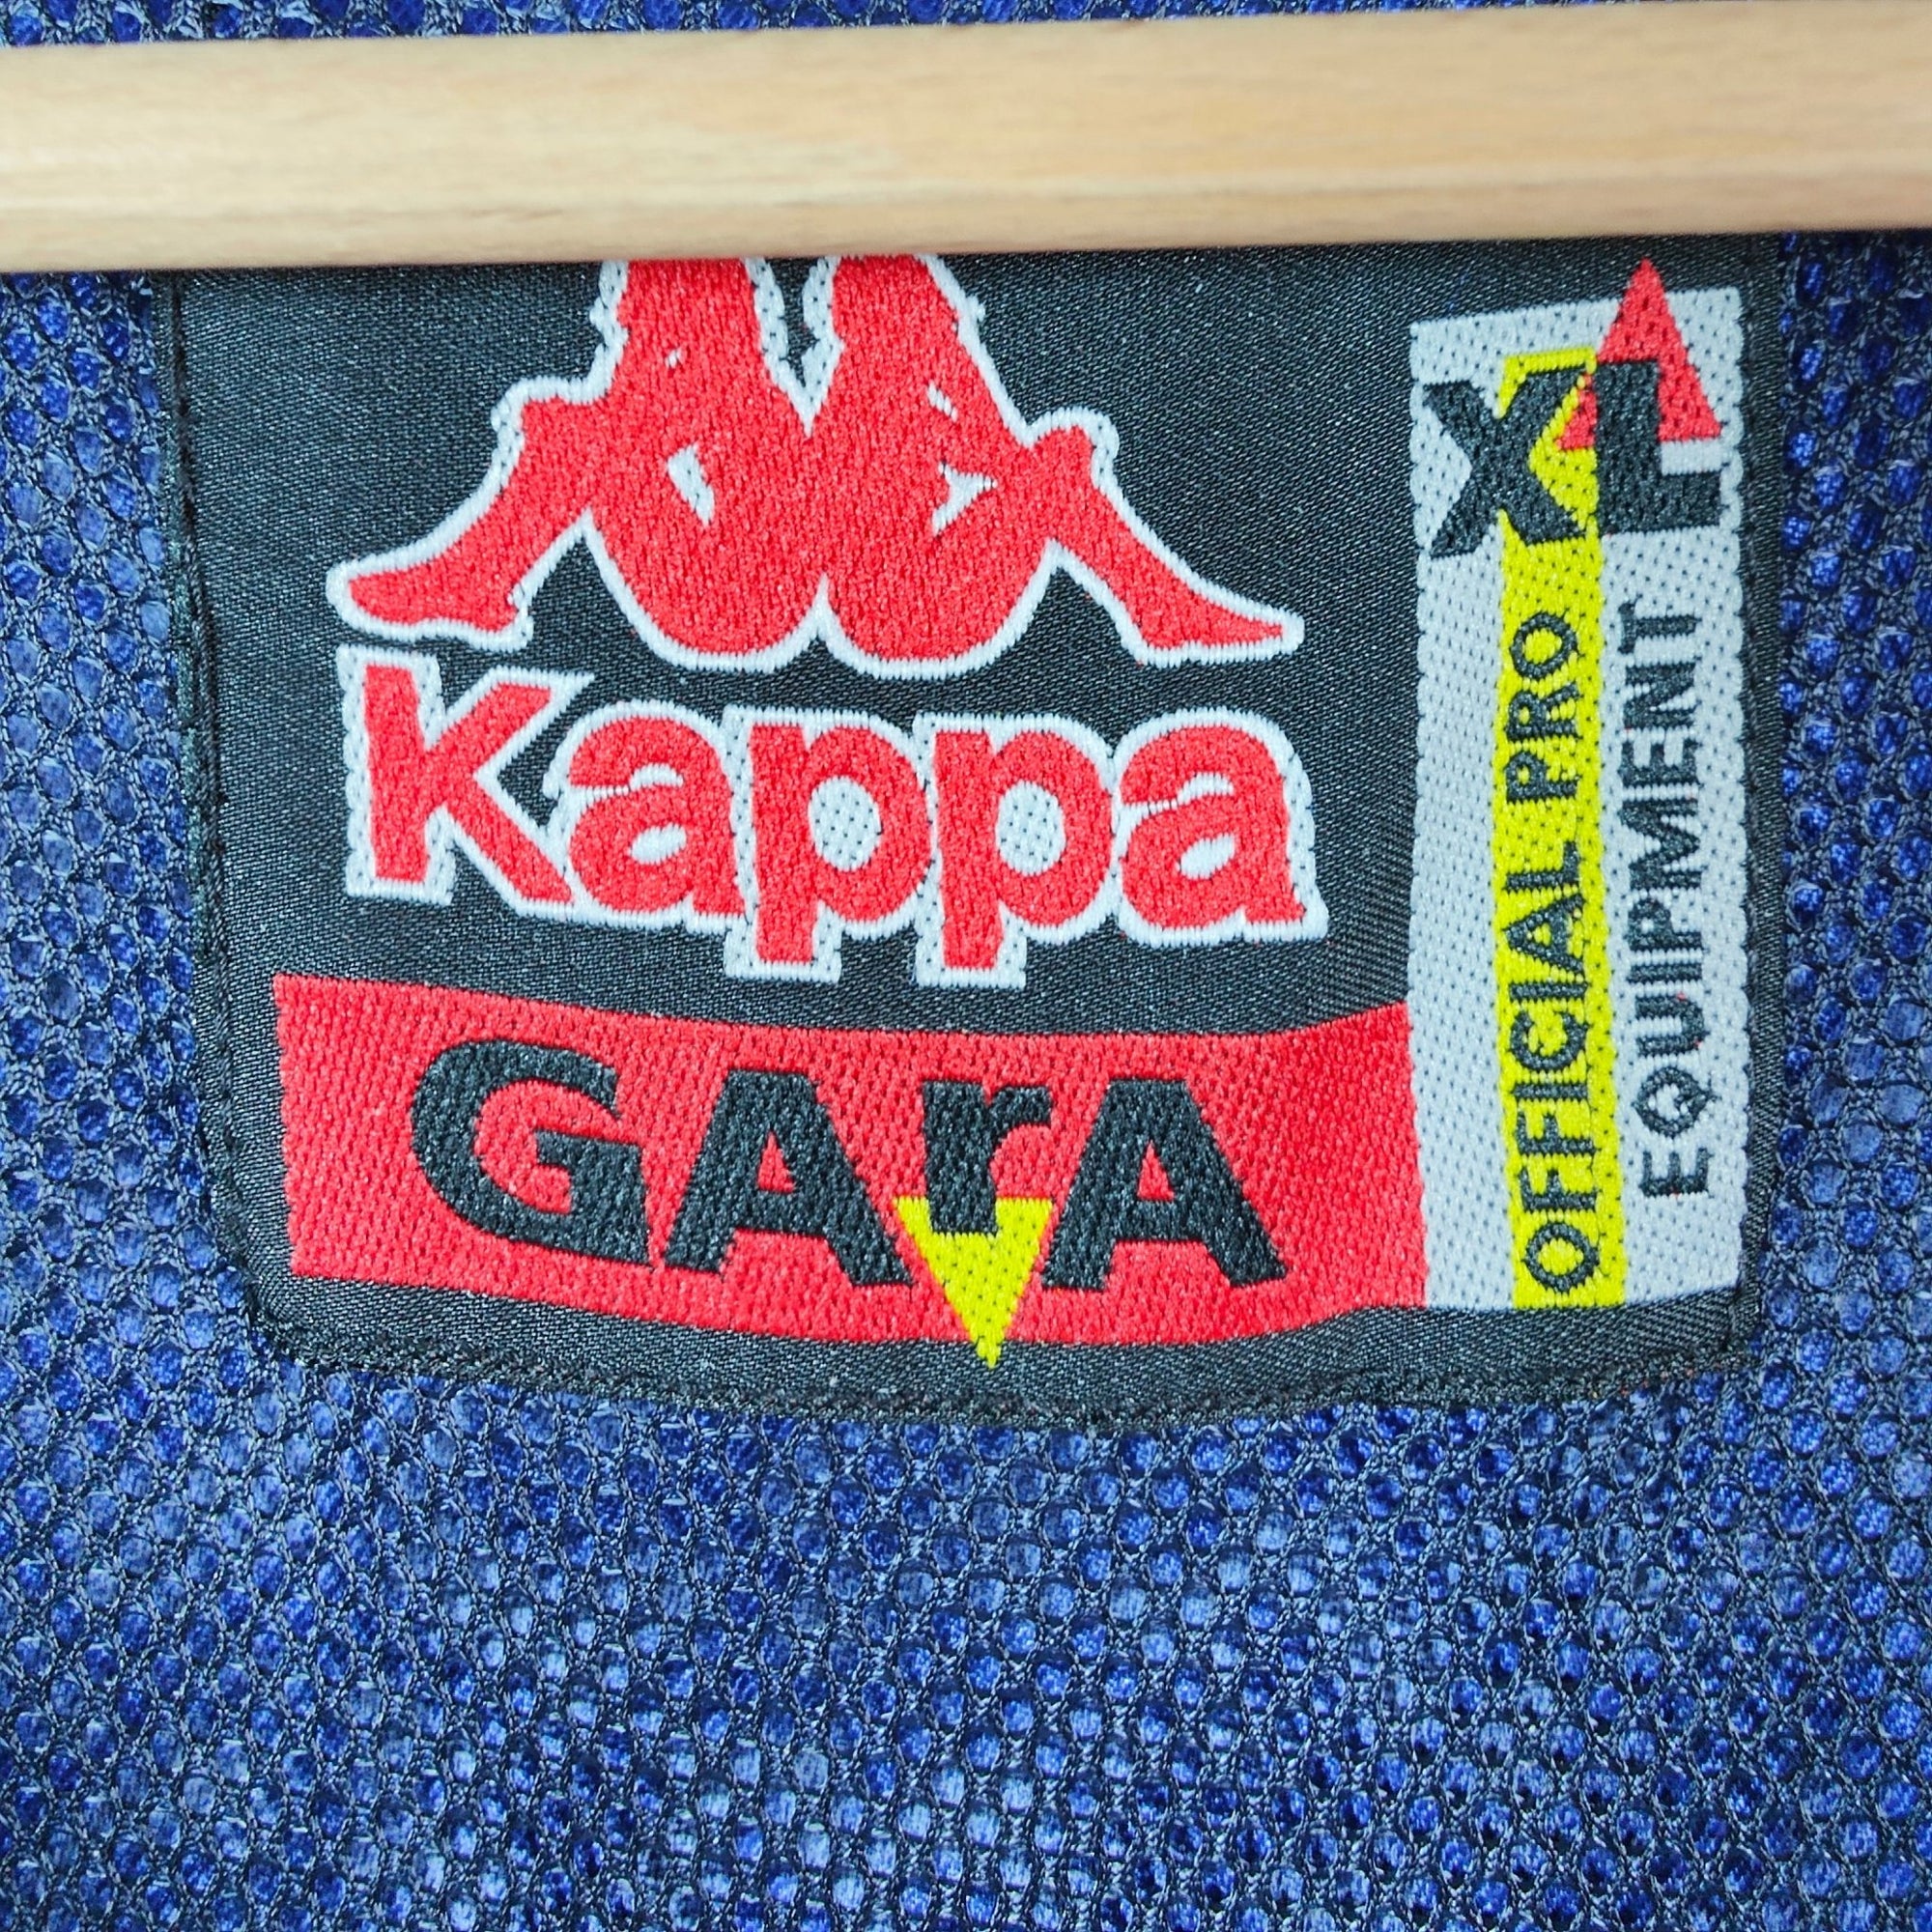 Kappa
GArA
XL
OFFICIAL PRO
EQUIPMENT